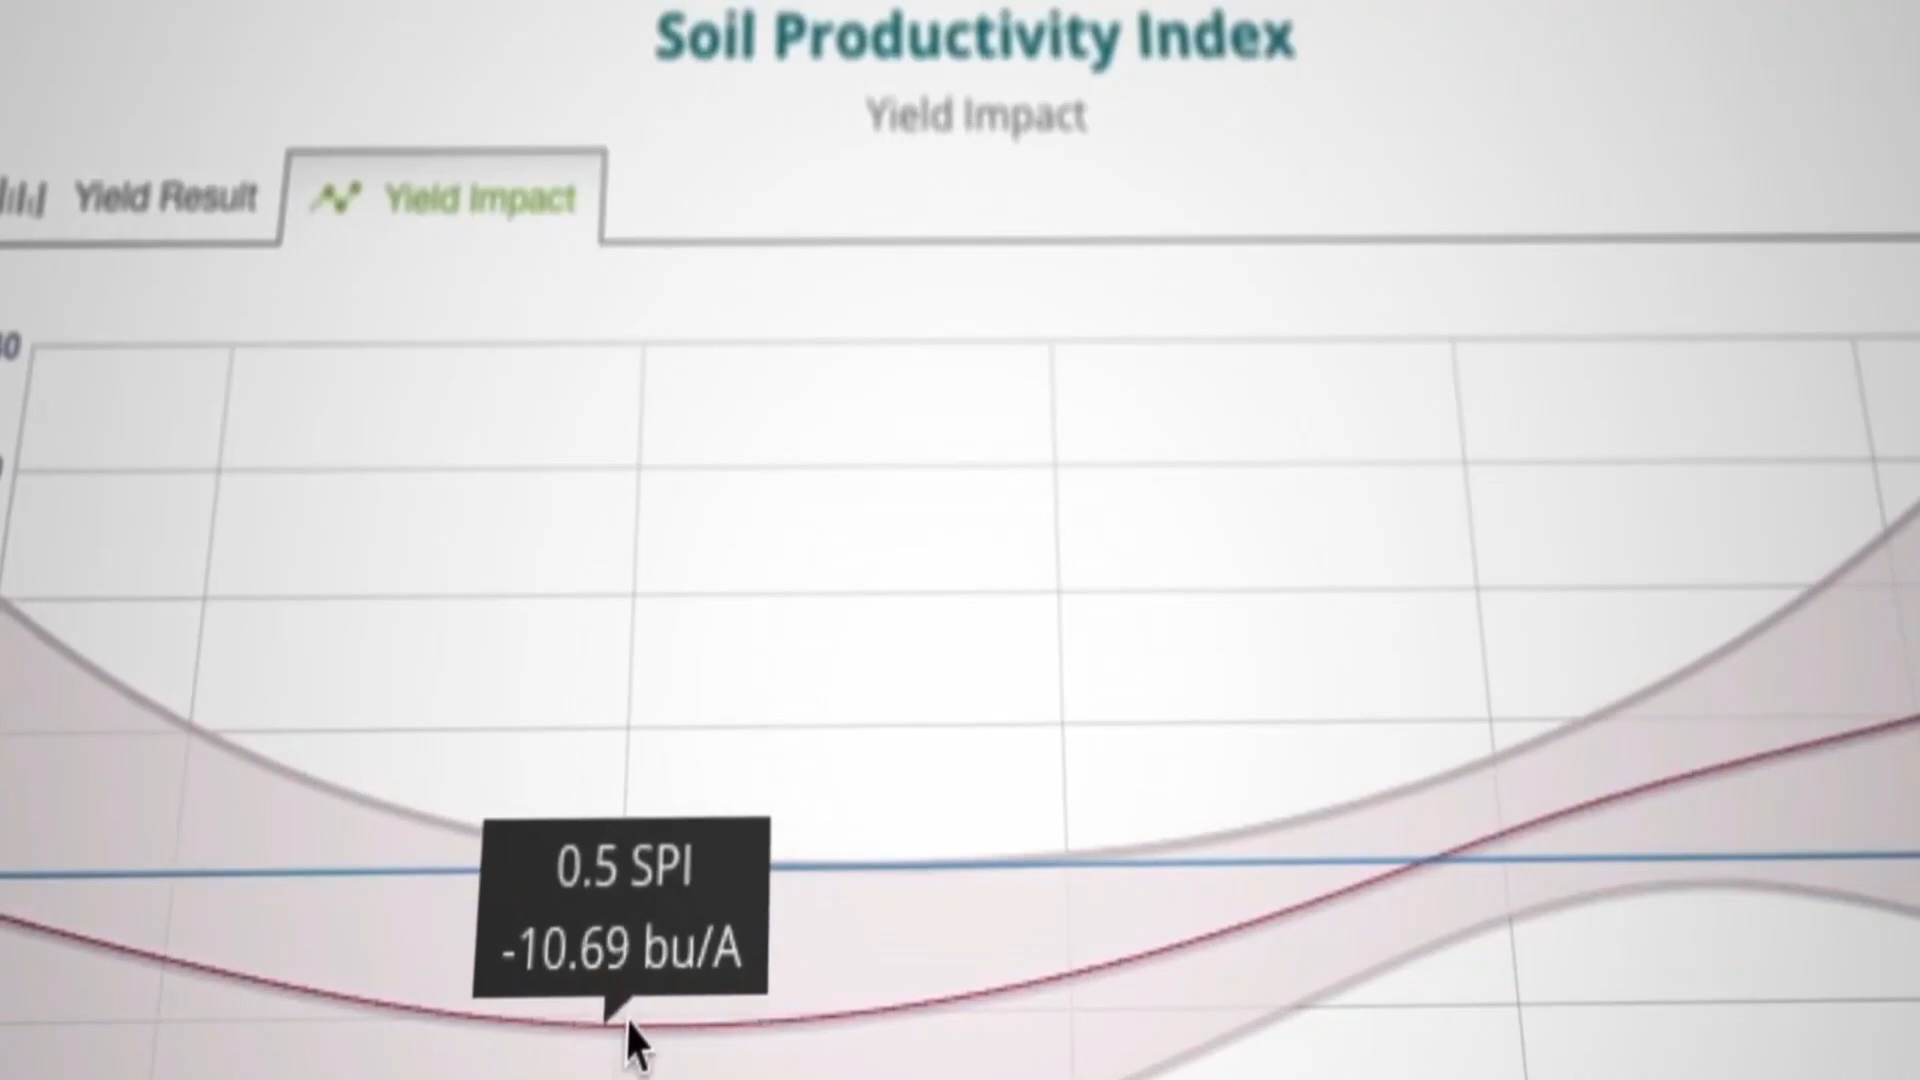 Soil Productivity Index
Yield Impact
Yield Result
Yield Impact
0.5 SPI
-10.69 bu/A